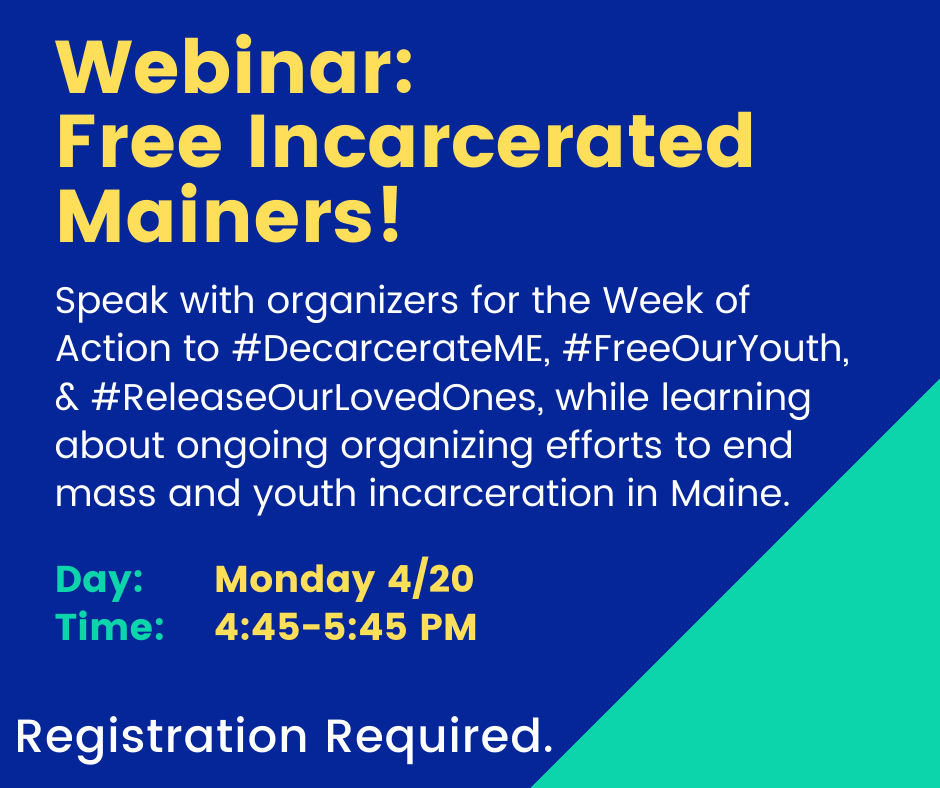 Webinar:
Free Incarcerated
Mainers!
Speak with organizers for the Week of
Action to #DecarcerateME, #FreeOurYouth,
& #ReleaseOurLovedOnes, while learning
about ongoing organizing efforts to end
mass and youth incarceration in Maine.
Day: Monday 4/20
Time: 4:45-5:45 PM
Registration Required.